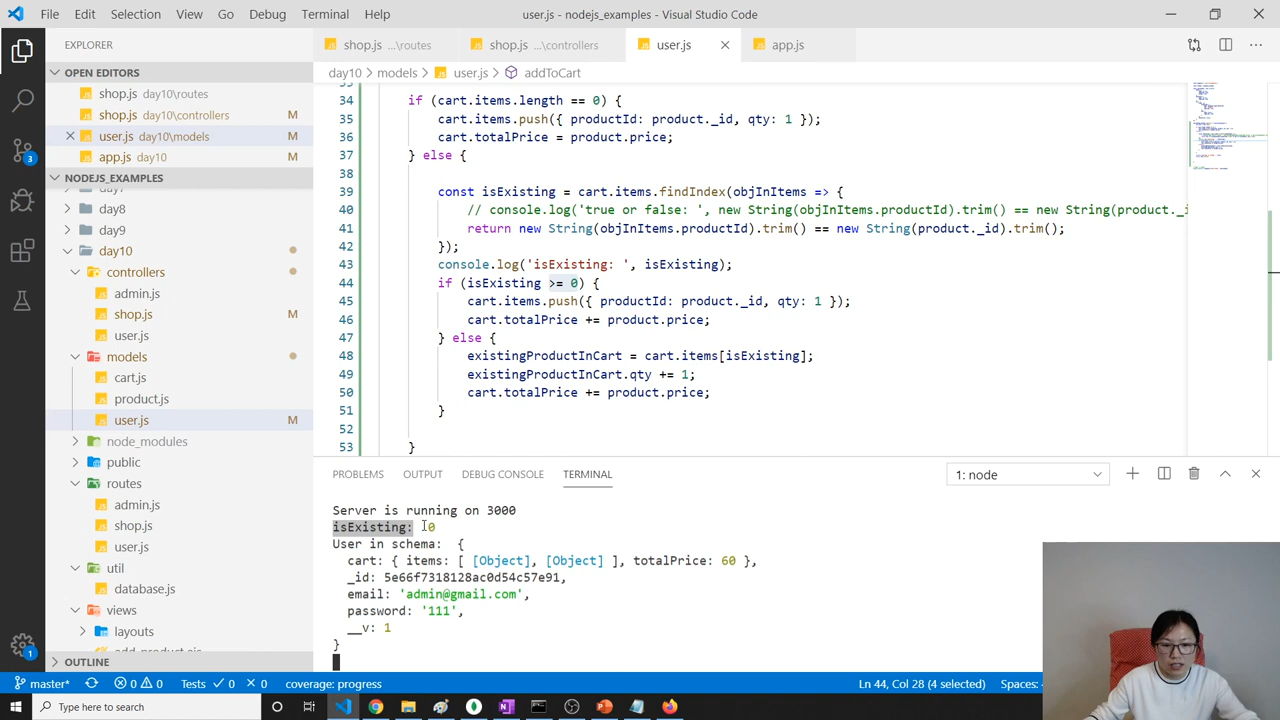 File Edit Selection View Go Debug Terminal Help
user.js - nodejs_examples - Visual Studio Code
EXPLORER
shop.js ...\routes
shop.js ...\controllers
user.js
app.js
OPEN EDITORS
day10 > models > user.js > addToCart
shop.js day10\routes
shop.js day10\controllers M
user.js day10\models M
app.js day10 M
NODEJS_EXAMPLES
day8
day9
day10
controllers
admin.js
shop.js M
user.js
models
cart.js
product.js
user.js M
node_modules
public
routes
admin.js
shop.js
user.js
util
database.js
views
layouts
OUTLINE
34 if (cart.items.length == 0) {
35 cart.items.push({ productId: product._id, qty: 1 });
36 cart.totalPrice = product.price;
37 } else {
38
39 const isExisting = cart.items.findIndex(objInItems => {
40 // console.log('true or false: ', new String(objInItems.productId).trim() == new String(product._i
41 return new String(objInItems.productId).trim() == new String(product._id).trim();
42 });
43 console.log('isExisting: ', isExisting);
44 if (isExisting >= 0) {
45 cart.items.push({ productId: product._id, qty: 1 });
46 cart.totalPrice += product.price;
47 } else {
48 existingProductInCart = cart.items[isExisting];
49 existingProductInCart.qty += 1;
50 cart.totalPrice += product.price;
51 }
52
53 }
PROBLEMS OUTPUT DEBUG CONSOLE TERMINAL
1: node
Server is running on 3000
isExisting: 0
User in schema: {
cart: { items: [ [Object], [Object] ], totalPrice: 60 },
_id: 5e66f7318128ac0d54c57e91,
email: 'admin@gmail.com',
password: '111',
__v: 1
}
master* 0 0 Tests 0 coverage: progress
Ln 44, Col 28 (4 selected) Spaces:
Type here to search
3
1